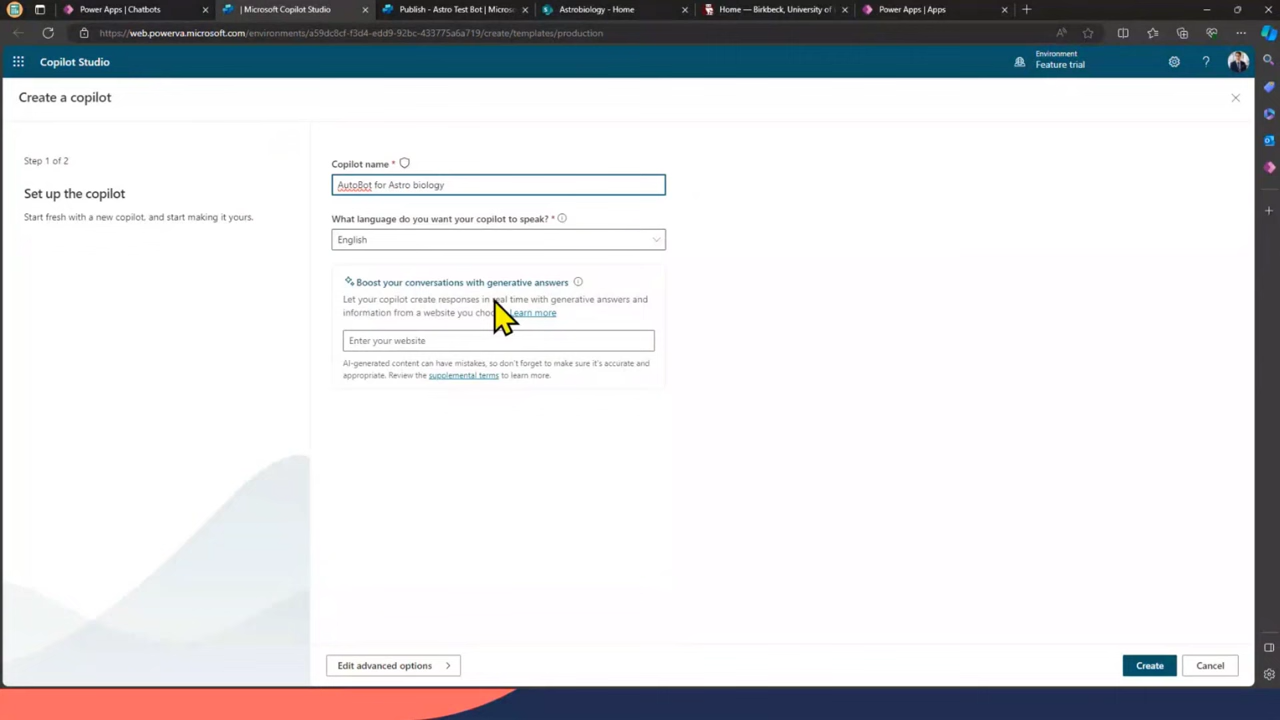 Power Apps | Chatbots
| Microsoft Copilot Studio
Publish - Astro Test Bot | Micros
Astrobiology - Home
Home — Birkbeck, University of
Power Apps | Apps
https://web.powerva.microsoft.com/environments/a59dc8cf-f3d4-edd9-92bc-433775a6a719/create/templates/production
Copilot Studio
Environment
Feature trial
Create a copilot
Step 1 of 2
Set up the copilot
Start fresh with a new copilot, and start making it yours.
Copilot name *
AutoBot for Astro biology
What language do you want your copilot to speak? *
English
Boost your conversations with generative answers
Let your copilot create responses in real time with generative answers and
information from a website you choo Learn more
Enter your website
AI-generated content can have mistakes, so don't forget to make sure it's accurate and
appropriate. Review the supplemental terms to learn more.
Edit advanced options
Create
Cancel